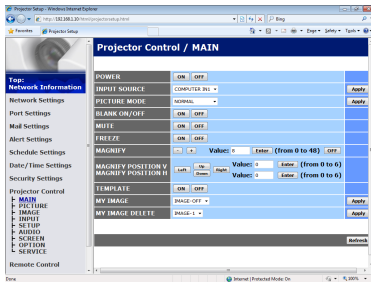 Projector Setup - Windows Internet Explorer
http://192.168.1.10/html/projectorsetup.html
Bing
Favorites Projector Setup
Page Safety Tools
Projector Control / MAIN
Top:
Network Information
Network Settings
Port Settings
Mail Settings
Alert Settings
Schedule Settings
Date/Time Settings
Security Settings
Projector Control
MAIN
PICTURE
IMAGE
INPUT
SETUP
AUDIO
SCREEN
OPTION
SERVICE
Remote Control
POWER ON OFF
INPUT SOURCE COMPUTER IN1 Apply
PICTURE MODE NORMAL Apply
BLANK ON/OFF ON OFF
MUTE ON OFF
FREEZE ON OFF
MAGNIFY - + Value: 0 Enter (from 0 to 48) OFF
MAGNIFY POSITION V
MAGNIFY POSITION H
Left Up Down Right
Value: 0 Enter (from 0 to 6)
Value: 0 Enter (from 0 to 6)
TEMPLATE ON OFF
MY IMAGE IMAGE-OFF Apply
MY IMAGE DELETE IMAGE-1 Apply
Refresh
Done Internet | Protected Mode: On 100%